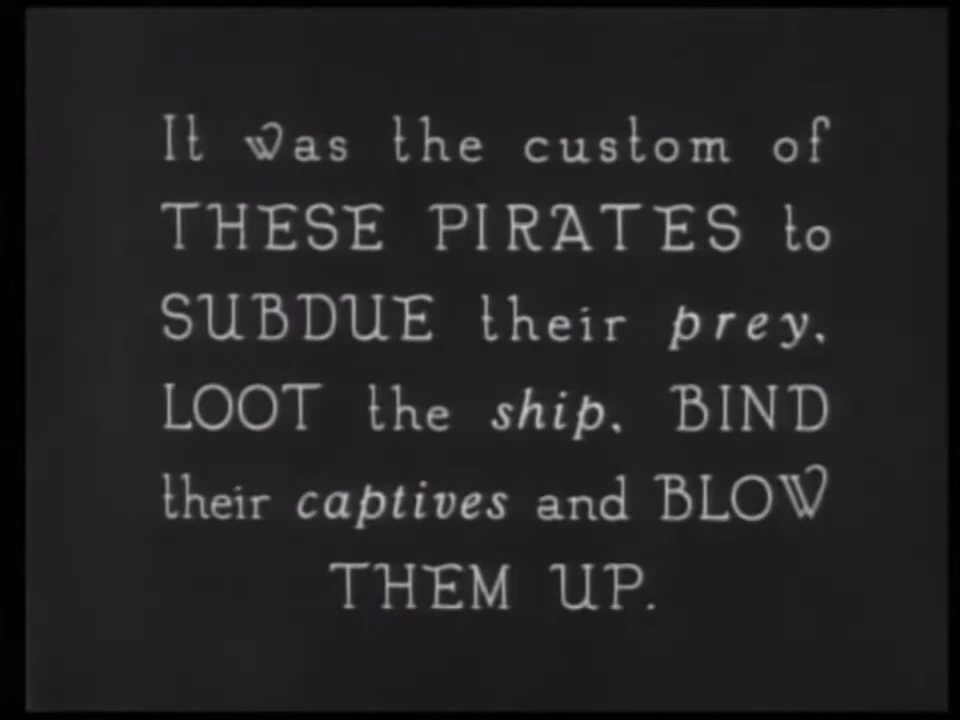 It was the custom of
THESE PIRATES to
SUBDUE their prey,
LOOT the ship, BIND
their captives and BLOW
THEM UP.